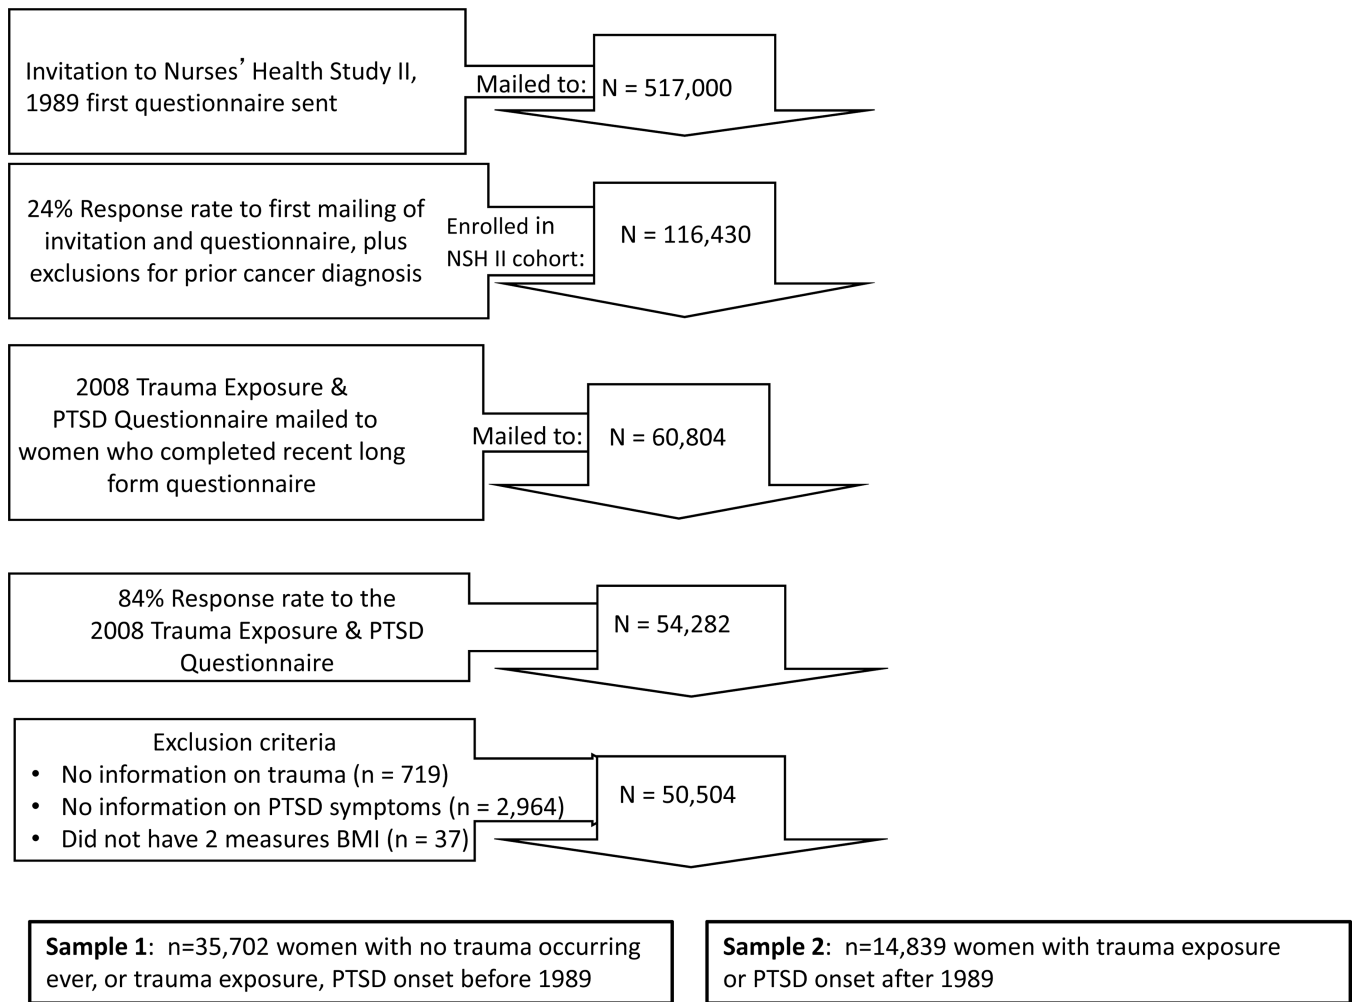 Invitation to Nurses’ Health Study II,
1989 first questionnaire sent
Mailed to:
N = 517,000
24% Response rate to first mailing of
invitation and questionnaire, plus
exclusions for prior cancer diagnosis
Enrolled in
NSH II cohort:
N = 116,430
2008 Trauma Exposure &
PTSD Questionnaire mailed to
women who completed recent long
form questionnaire
Mailed to:
N = 60,804
84% Response rate to the
2008 Trauma Exposure & PTSD
Questionnaire
N = 54,282
Exclusion criteria
• No information on trauma (n = 719)
• No information on PTSD symptoms (n = 2,964)
• Did not have 2 measures BMI (n = 37)
N = 50,504
Sample 1: n=35,702 women with no trauma occurring
ever, or trauma exposure, PTSD onset before 1989
Sample 2: n=14,839 women with trauma exposure
or PTSD onset after 1989